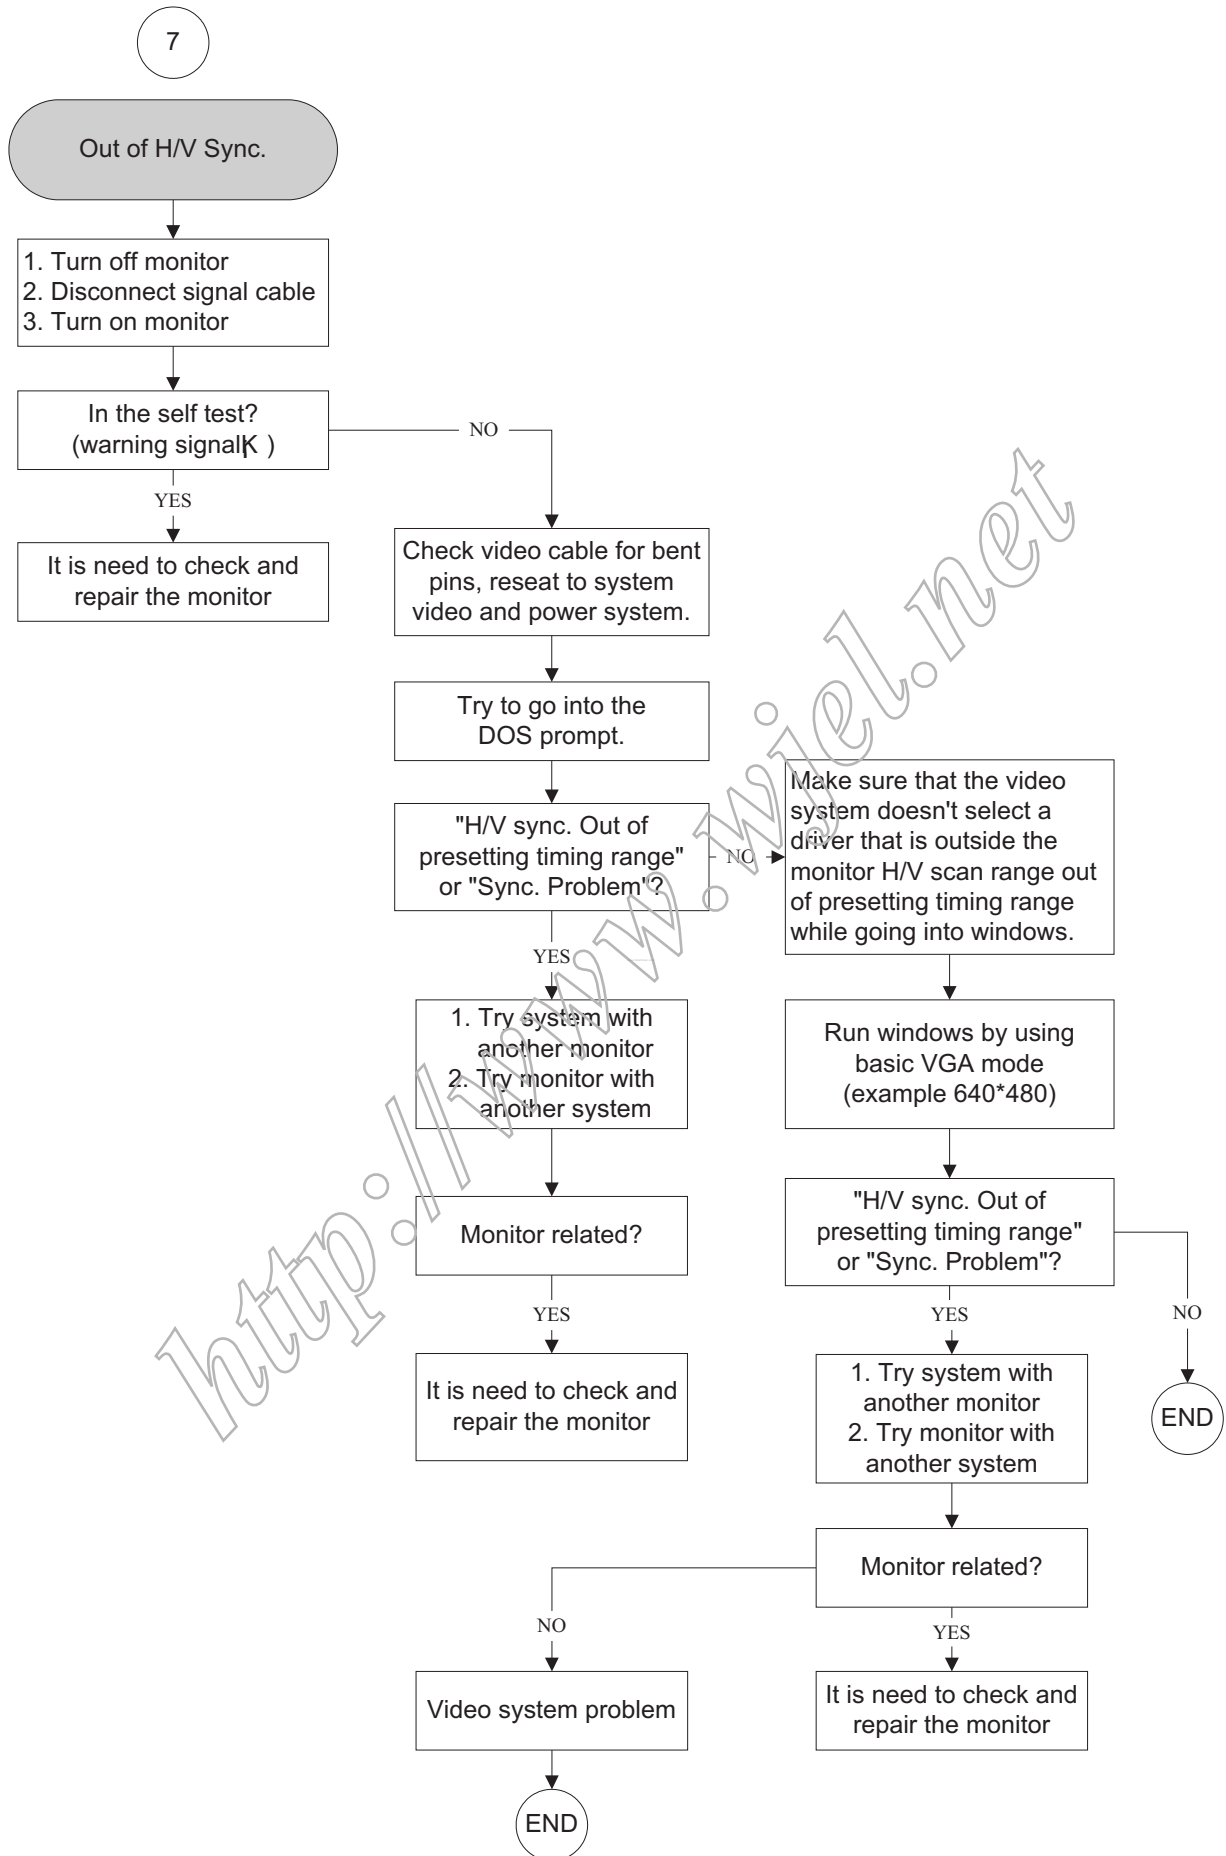 7
Out of H/V Sync.
1. Turn off monitor
2. Disconnect signal cable
3. Turn on monitor
In the self test?
(warning signalK )
NO
YES
It is need to check and
repair the monitor
Check video cable for bent
pins, reseat to system
video and power system.
Try to go into the
DOS prompt.
"H/V sync. Out of
presetting timing range"
or "Sync. Problem"?
NO
Make sure that the video
system doesn't select a
driver that is outside the
monitor H/V scan range out
of presetting timing range
while going into windows.
YES
1. Try system with
another monitor
2. Try monitor with
another system
Run windows by using
basic VGA mode
(example 640*480)
Monitor related?
"H/V sync. Out of
presetting timing range"
or "Sync. Problem"?
YES
YES
NO
It is need to check and
repair the monitor
1. Try system with
another monitor
2. Try monitor with
another system
END
Monitor related?
NO
YES
Video system problem
It is need to check and
repair the monitor
END
http://www.wjel.net